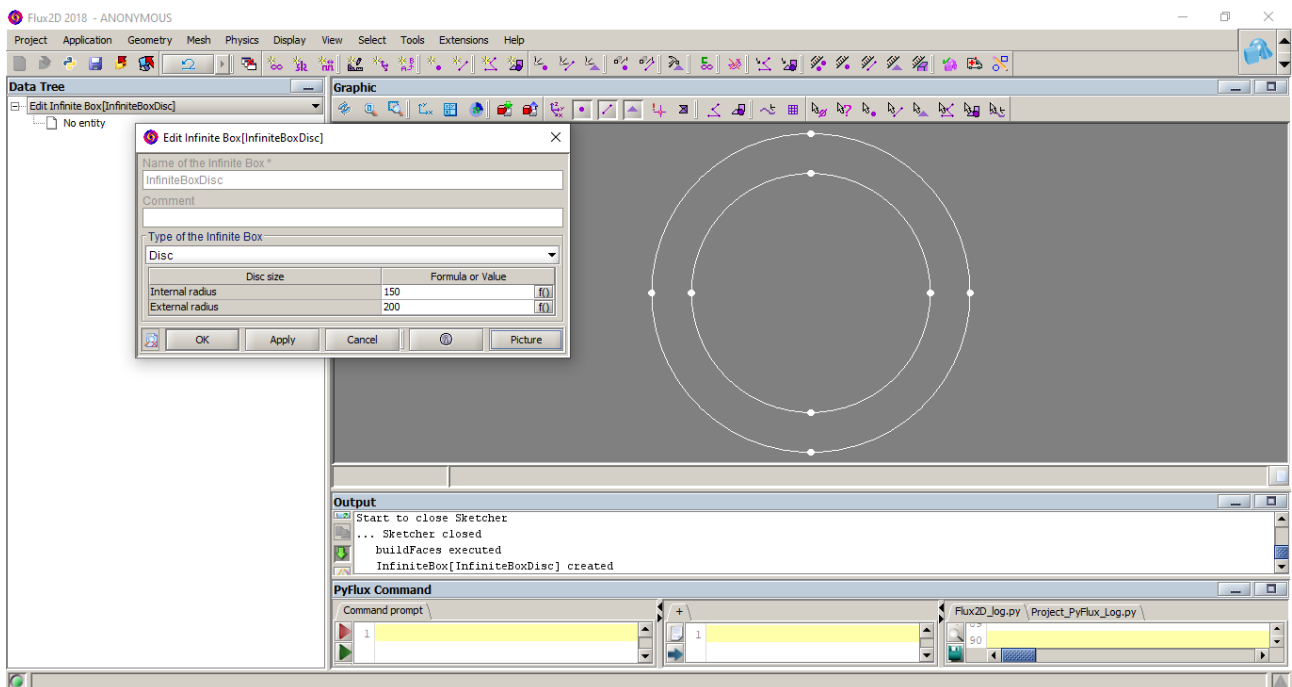 Flux2D 2018 - ANONYMOUS
Project Application Geometry Mesh Physics Display View Select Tools Extensions Help
Data Tree
Edit Infinite Box[InfiniteBoxDisc]
No entity
Graphic
Edit Infinite Box[InfiniteBoxDisc]
Name of the Infinite Box *
InfiniteBoxDisc
Comment
Type of the Infinite Box
Disc
Disc size Formula or Value
Internal radius 150 f()
External radius 200 f()
OK Apply Cancel Picture
Output
Start to close Sketcher
... Sketcher closed
buildFaces executed
InfiniteBox[InfiniteBoxDisc] created
PyFlux Command
Command prompt
1
+
1
Flux2D_log.py Project_PyFlux_Log.py
89
90